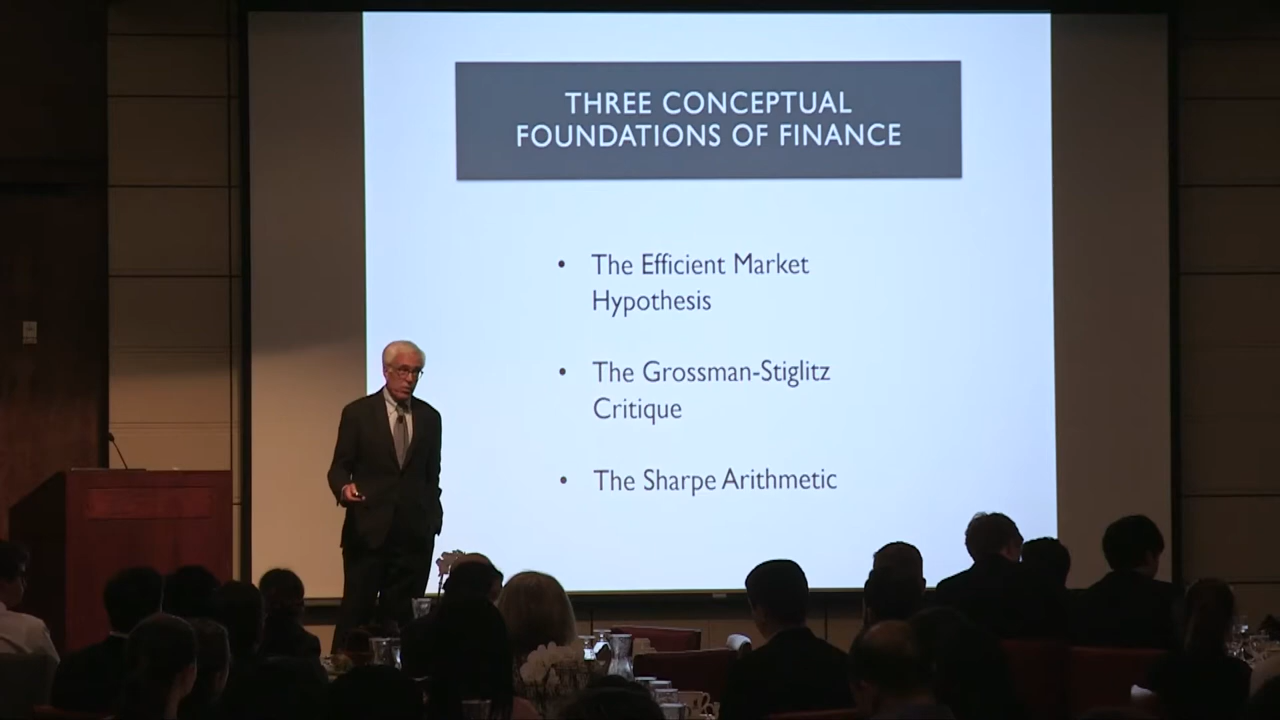 THREE CONCEPTUAL
FOUNDATIONS OF FINANCE
• The Efficient Market
Hypothesis
• The Grossman-Stiglitz
Critique
• The Sharpe Arithmetic